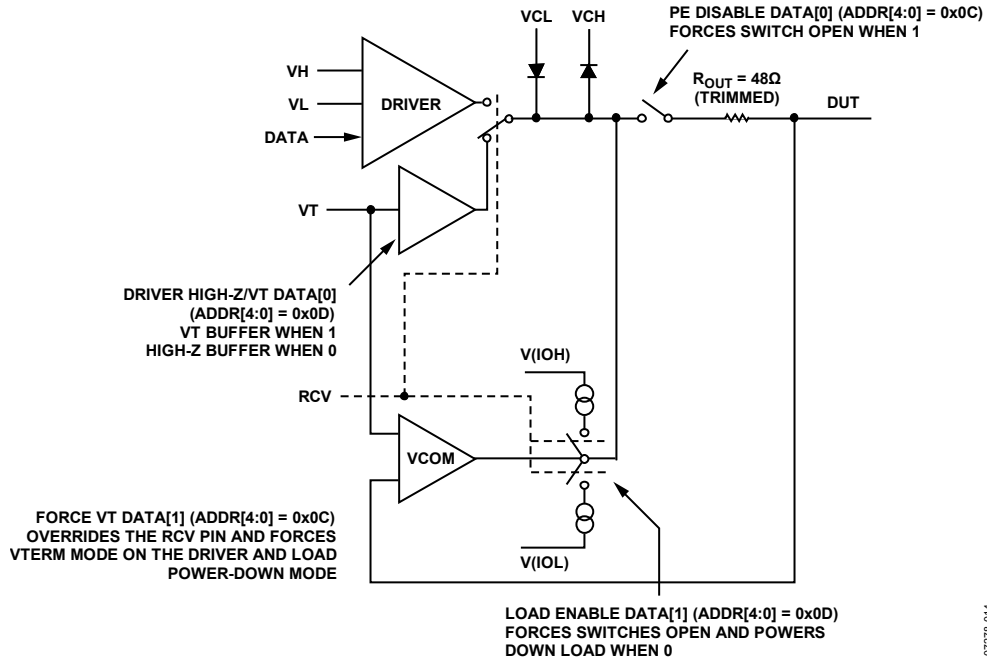 VCL
VCH
PE DISABLE DATA[0] (ADDR[4:0] = 0x0C)
FORCES SWITCH OPEN WHEN 1
VH
VL
DATA
DRIVER
ROUT = 48Ω
(TRIMMED)
DUT
VT
DRIVER HIGH-Z/VT DATA[0]
(ADDR[4:0] = 0x0D)
VT BUFFER WHEN 1
HIGH-Z BUFFER WHEN 0
V(IOH)
RCV
VCOM
FORCE VT DATA[1] (ADDR[4:0] = 0x0C)
OVERRIDES THE RCV PIN AND FORCES
VTERM MODE ON THE DRIVER AND LOAD
POWER-DOWN MODE
V(IOL)
LOAD ENABLE DATA[1] (ADDR[4:0] = 0x0D)
FORCES SWITCHES OPEN AND POWERS
DOWN LOAD WHEN 0